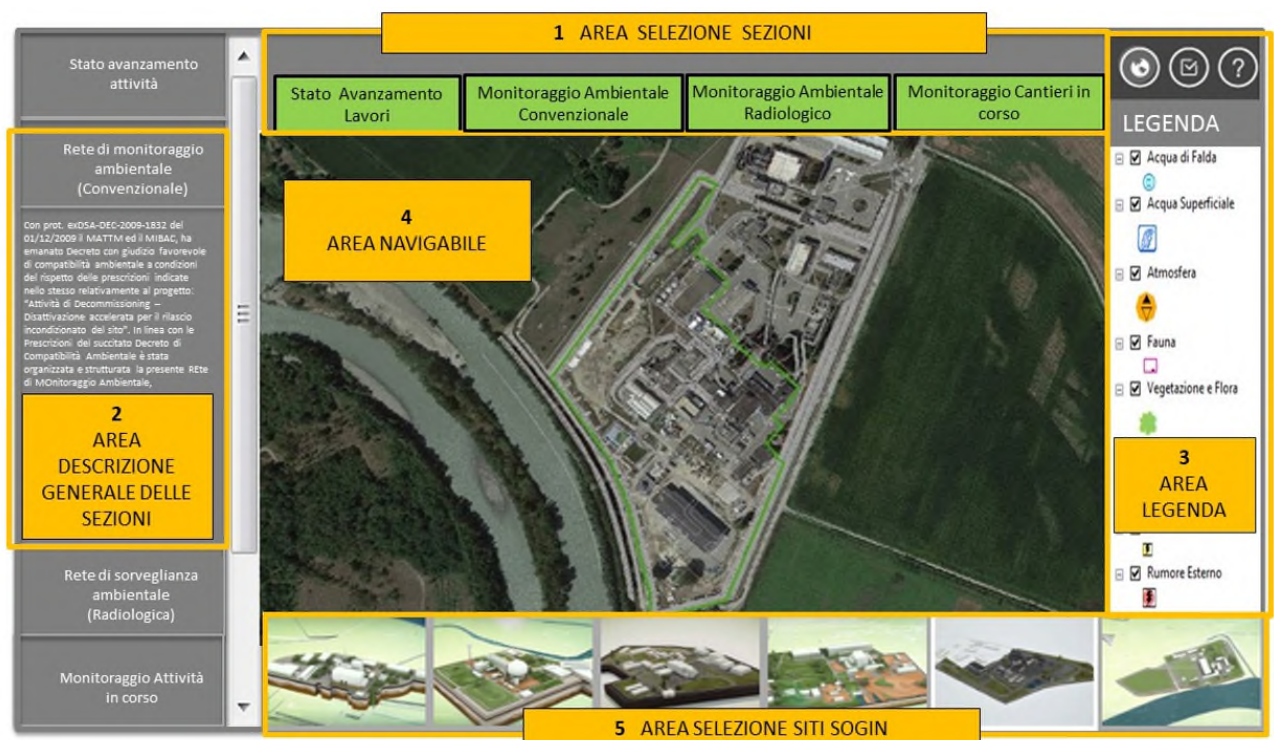 1 AREA SELEZIONE SEZIONI
Stato avanzamento
attività
Stato Avanzamento
Lavori
Monitoraggio Ambientale
Convenzionale
Monitoraggio Ambientale
Radiologico
Monitoraggio Cantieri in
corso
?
LEGENDA
Acqua di Falda
Acqua Superficiale
Atmosfera
Fauna
Vegetazione e Flora
Rumore Esterno
Rete di monitoraggio
ambientale
(Convenzionale)
Con prot. exDSA-DEC-2009-1832 del
01/12/2009 il MATTM ed il MIBAC, ha
emanato Decreto con giudizio favorevole
di compatibilità ambientale a condizioni
del rispetto delle prescrizioni indicate
nello stesso relativamente al progetto:
"Attività di Decommissioning –
Disattivazione accelerata per il rilascio
incondizionato del sito". In linea con le
Prescrizioni del succitato Decreto di
Compatibilità Ambientale è stata
organizzata e strutturata la presente REte
di MOnitoraggio Ambientale,
2
AREA
DESCRIZIONE
GENERALE DELLE
SEZIONI
4
AREA NAVIGABILE
3
AREA
LEGENDA
Rete di sorveglianza
ambientale
(Radiologica)
Monitoraggio Attività
in corso
5 AREA SELEZIONE SITI SOGIN